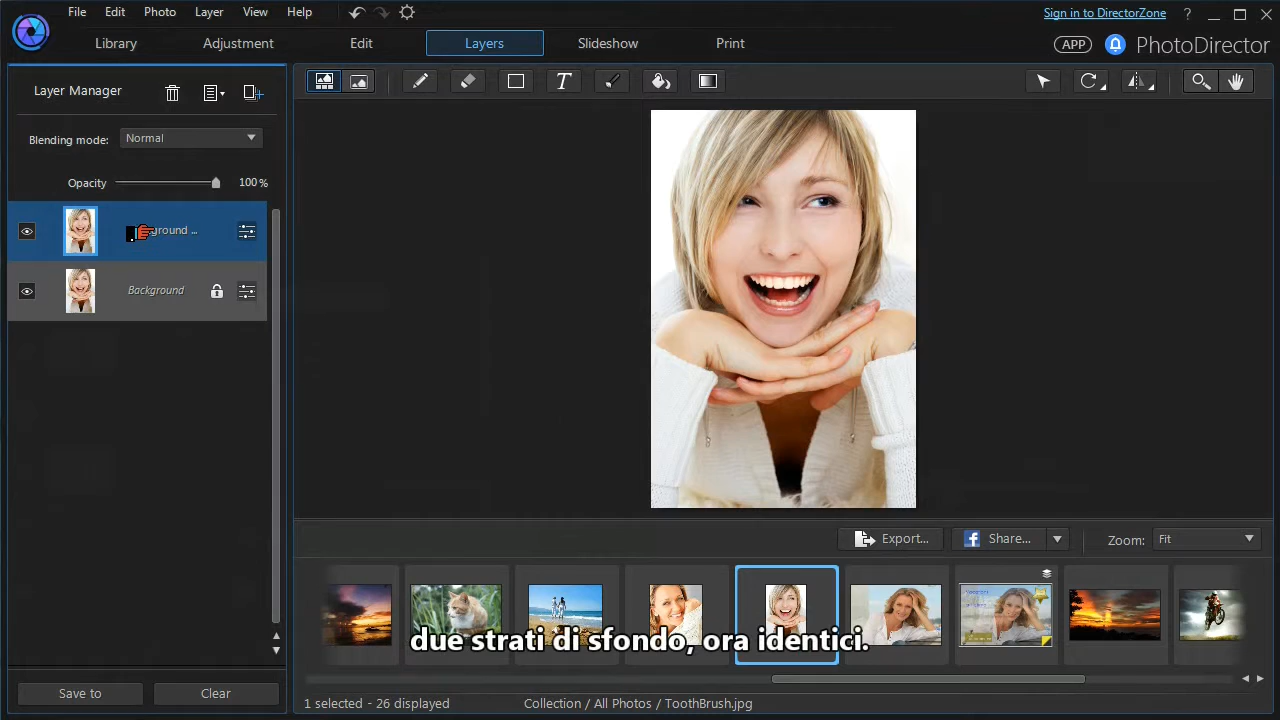 File Edit Photo Layer View Help
Sign in to DirectorZone ?
Library Adjustment Edit Layers Slideshow Print
APP PhotoDirector
Layer Manager
T
Blending mode: Normal
Opacity 100 %
ground ...
Background
Export... Share... Zoom: Fit
due strati di sfondo, ora identici.
Save to Clear
1 selected - 26 displayed Collection / All Photos / ToothBrush.jpg